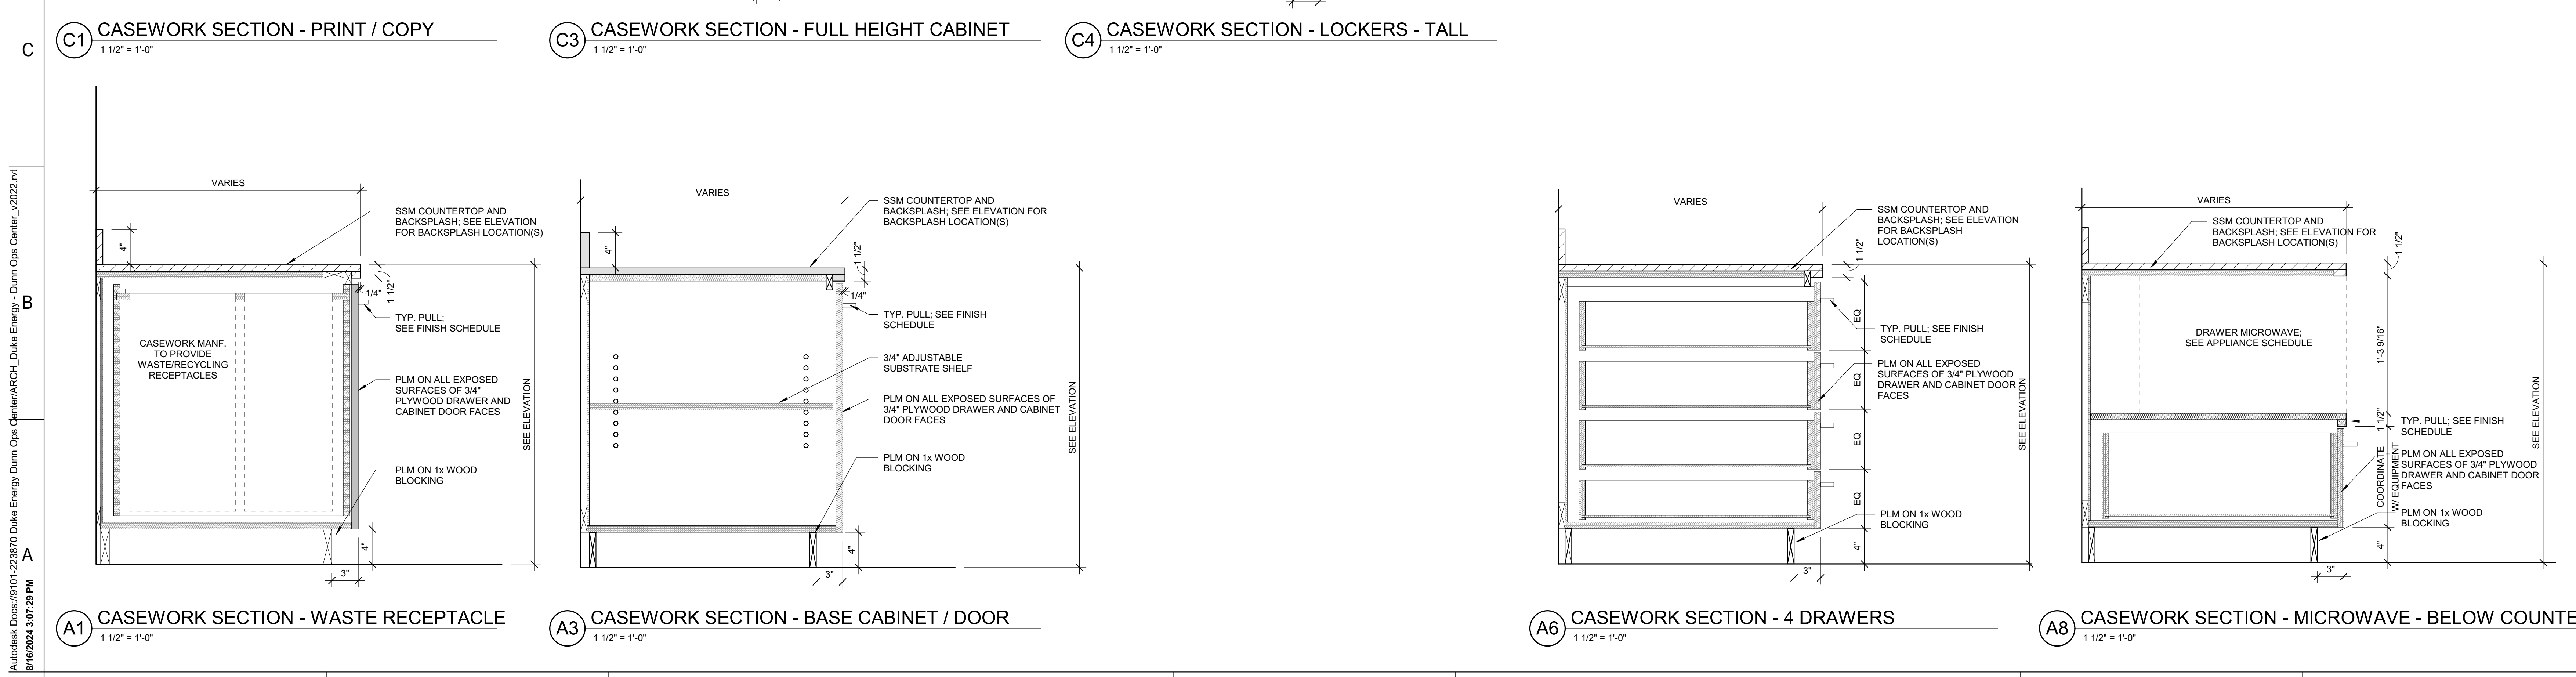 C
C1
CASEWORK SECTION - PRINT / COPY
1 1/2" = 1'-0"
C3
CASEWORK SECTION - FULL HEIGHT CABINET
1 1/2" = 1'-0"
C4
CASEWORK SECTION - LOCKERS - TALL
1 1/2" = 1'-0"
B
A
Autodesk Docs://9101-223870 Duke Energy Dunn Ops Center/ARCH_Duke Energy - Dunn Ops Center_v2022.rvt
8/16/2024 3:07:29 PM
VARIES
4"
SSM COUNTERTOP AND
BACKSPLASH; SEE ELEVATION
FOR BACKSPLASH LOCATION(S)
1 1/2"
1/4"
TYP. PULL;
SEE FINISH SCHEDULE
CASEWORK MANF.
TO PROVIDE
WASTE/RECYCLING
RECEPTACLES
PLM ON ALL EXPOSED
SURFACES OF 3/4"
PLYWOOD DRAWER AND
CABINET DOOR FACES
SEE ELEVATION
PLM ON 1x WOOD
BLOCKING
4"
3"
A1
CASEWORK SECTION - WASTE RECEPTACLE
1 1/2" = 1'-0"
VARIES
4"
SSM COUNTERTOP AND
BACKSPLASH; SEE ELEVATION FOR
BACKSPLASH LOCATION(S)
1 1/2"
1/4"
TYP. PULL; SEE FINISH
SCHEDULE
3/4" ADJUSTABLE
SUBSTRATE SHELF
PLM ON ALL EXPOSED SURFACES OF
3/4" PLYWOOD DRAWER AND CABINET
DOOR FACES
SEE ELEVATION
PLM ON 1x WOOD
BLOCKING
4"
3"
A3
CASEWORK SECTION - BASE CABINET / DOOR
1 1/2" = 1'-0"
VARIES
SSM COUNTERTOP AND
BACKSPLASH; SEE ELEVATION
FOR BACKSPLASH
LOCATION(S)
1 1/2"
EQ
TYP. PULL; SEE FINISH
SCHEDULE
EQ
PLM ON ALL EXPOSED
SURFACES OF 3/4" PLYWOOD
DRAWER AND CABINET DOOR
FACES
SEE ELEVATION
EQ
EQ
PLM ON 1x WOOD
BLOCKING
4"
3"
A6
CASEWORK SECTION - 4 DRAWERS
1 1/2" = 1'-0"
VARIES
SSM COUNTERTOP AND
BACKSPLASH; SEE ELEVATION FOR
BACKSPLASH LOCATION(S)
1 1/2"
DRAWER MICROWAVE;
SEE APPLIANCE SCHEDULE
1'-3 9/16"
SEE ELEVATION
1 1/2"
TYP. PULL; SEE FINISH
SCHEDULE
COORDINATE
W/ EQUIPMENT
PLM ON ALL EXPOSED
SURFACES OF 3/4" PLYWOOD
DRAWER AND CABINET DOOR
FACES
PLM ON 1x WOOD
BLOCKING
4"
3"
A8
CASEWORK SECTION - MICROWAVE - BELOW COUNTE
1 1/2" = 1'-0"